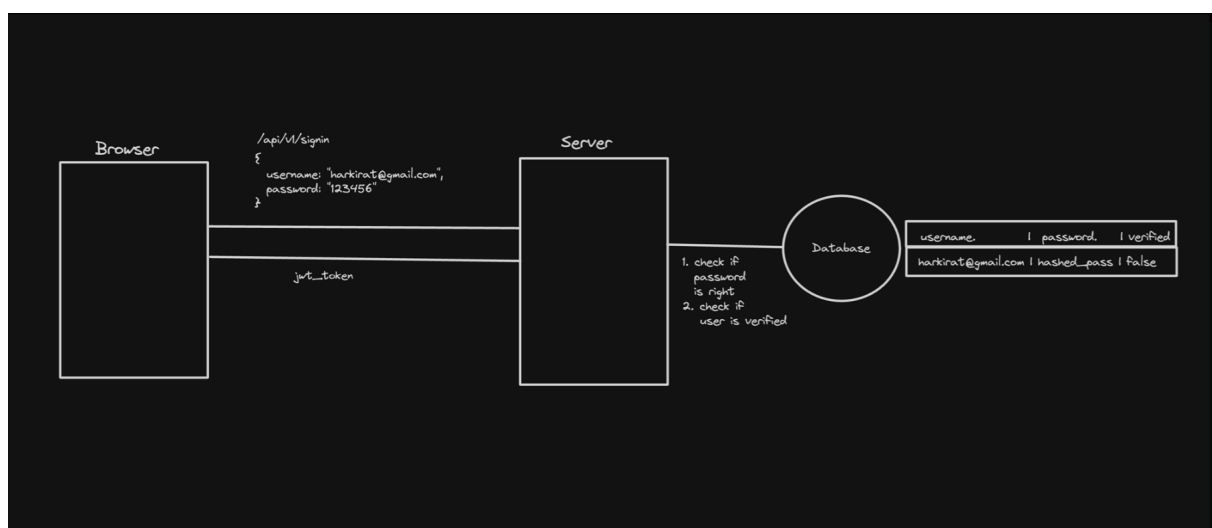 Browser
/api/v1/signin
{
username: "harkirat@gmail.com",
password: "123456"
}
jwt_token
Server
1. check if
password
is right
2. check if
user is verified
Database
username. | password. | verified
harkirat@gmail.com | hashed_pass | false